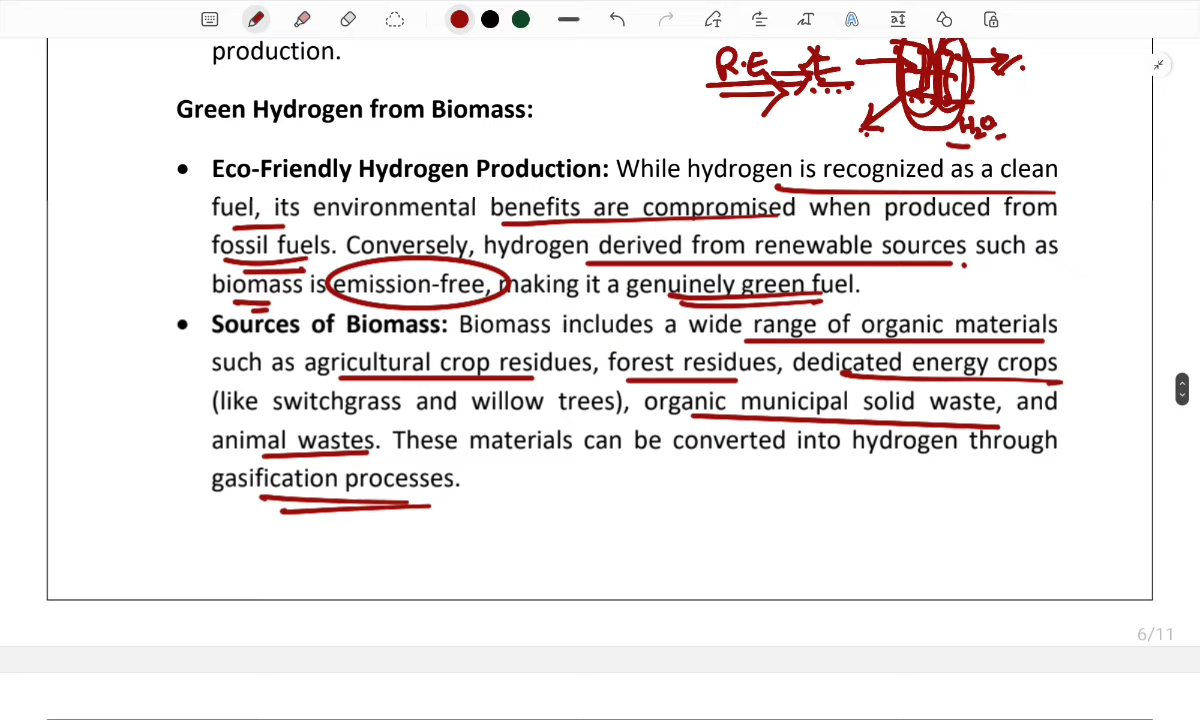 production.
R.E
E
H₂O
Green Hydrogen from Biomass:
• Eco-Friendly Hydrogen Production: While hydrogen is recognized as a clean
fuel, its environmental benefits are compromised when produced from
fossil fuels. Conversely, hydrogen derived from renewable sources such as
biomass is emission-free, making it a genuinely green fuel.
• Sources of Biomass: Biomass includes a wide range of organic materials
such as agricultural crop residues, forest residues, dedicated energy crops
(like switchgrass and willow trees), organic municipal solid waste, and
animal wastes. These materials can be converted into hydrogen through
gasification processes.
6/11